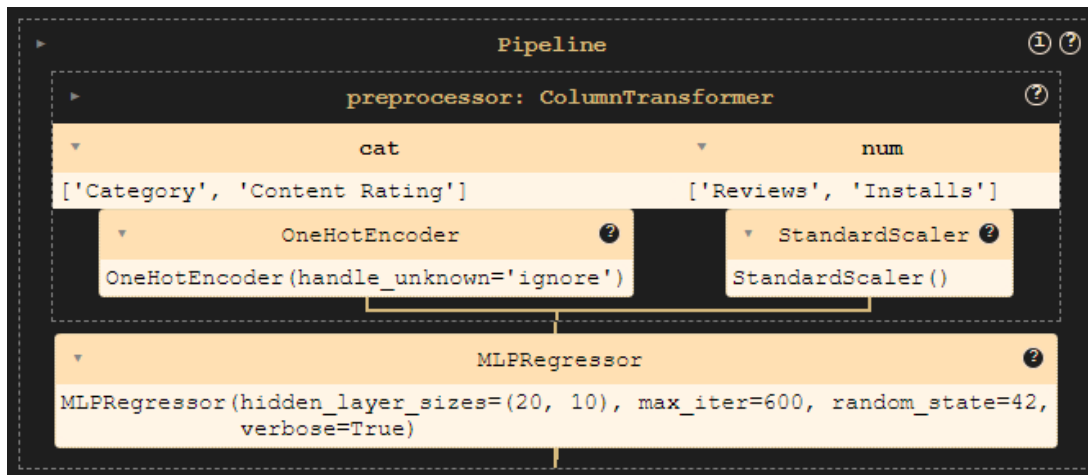 Pipeline
preprocessor: ColumnTransformer
cat num
['Category', 'Content Rating'] ['Reviews', 'Installs']
OneHotEncoder ? StandardScaler ?
OneHotEncoder(handle_unknown='ignore') StandardScaler()
MLPRegressor ?
MLPRegressor(hidden_layer_sizes=(20, 10), max_iter=600, random_state=42,
verbose=True)